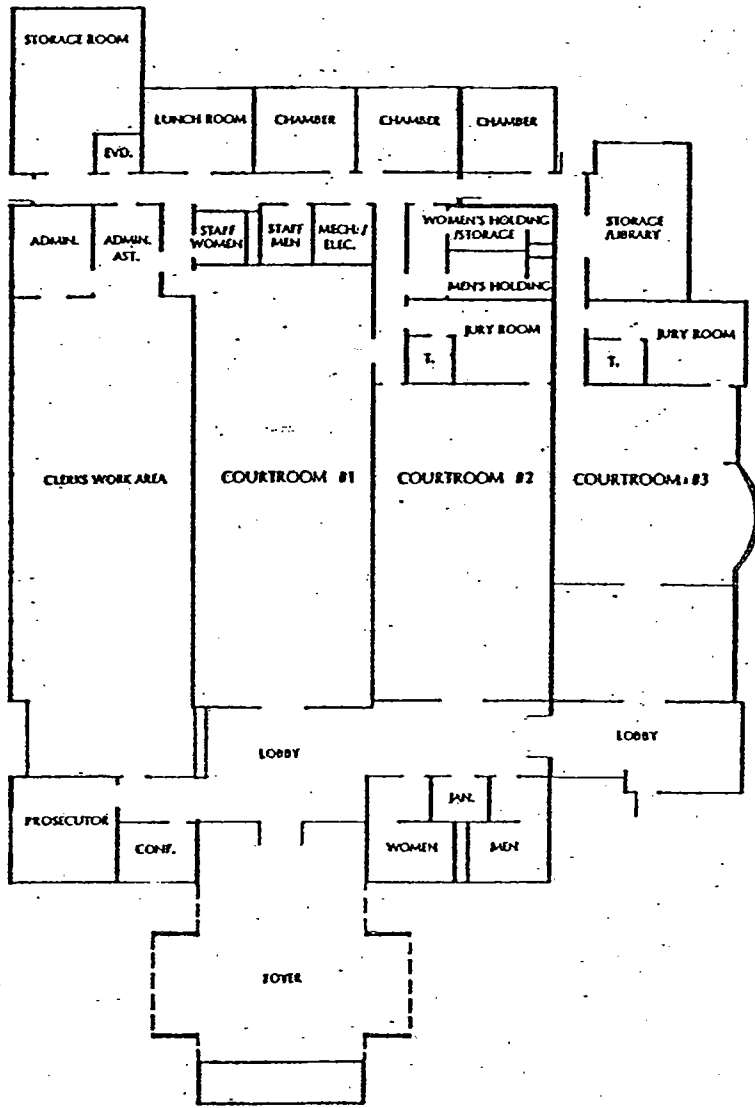 STORAGE ROOM
LUNCH ROOM
CHAMBER
CHAMBER
CHAMBER
EVD.
ADMIN.
ADMIN.
AST.
STAFF
WOMEN
STAFF
MEN
MECH./
ELEC.
WOMEN'S HOLDING
/STORAGE
MEN'S HOLDING
STORAGE
/LIBRARY
JURY ROOM
T.
JURY ROOM
T.
CLERKS WORK AREA
COURTROOM #1
COURTROOM #2
COURTROOM #3
LOBBY
LOBBY
PROSECUTOR
CONF.
JAN.
WOMEN
MEN
FOYER